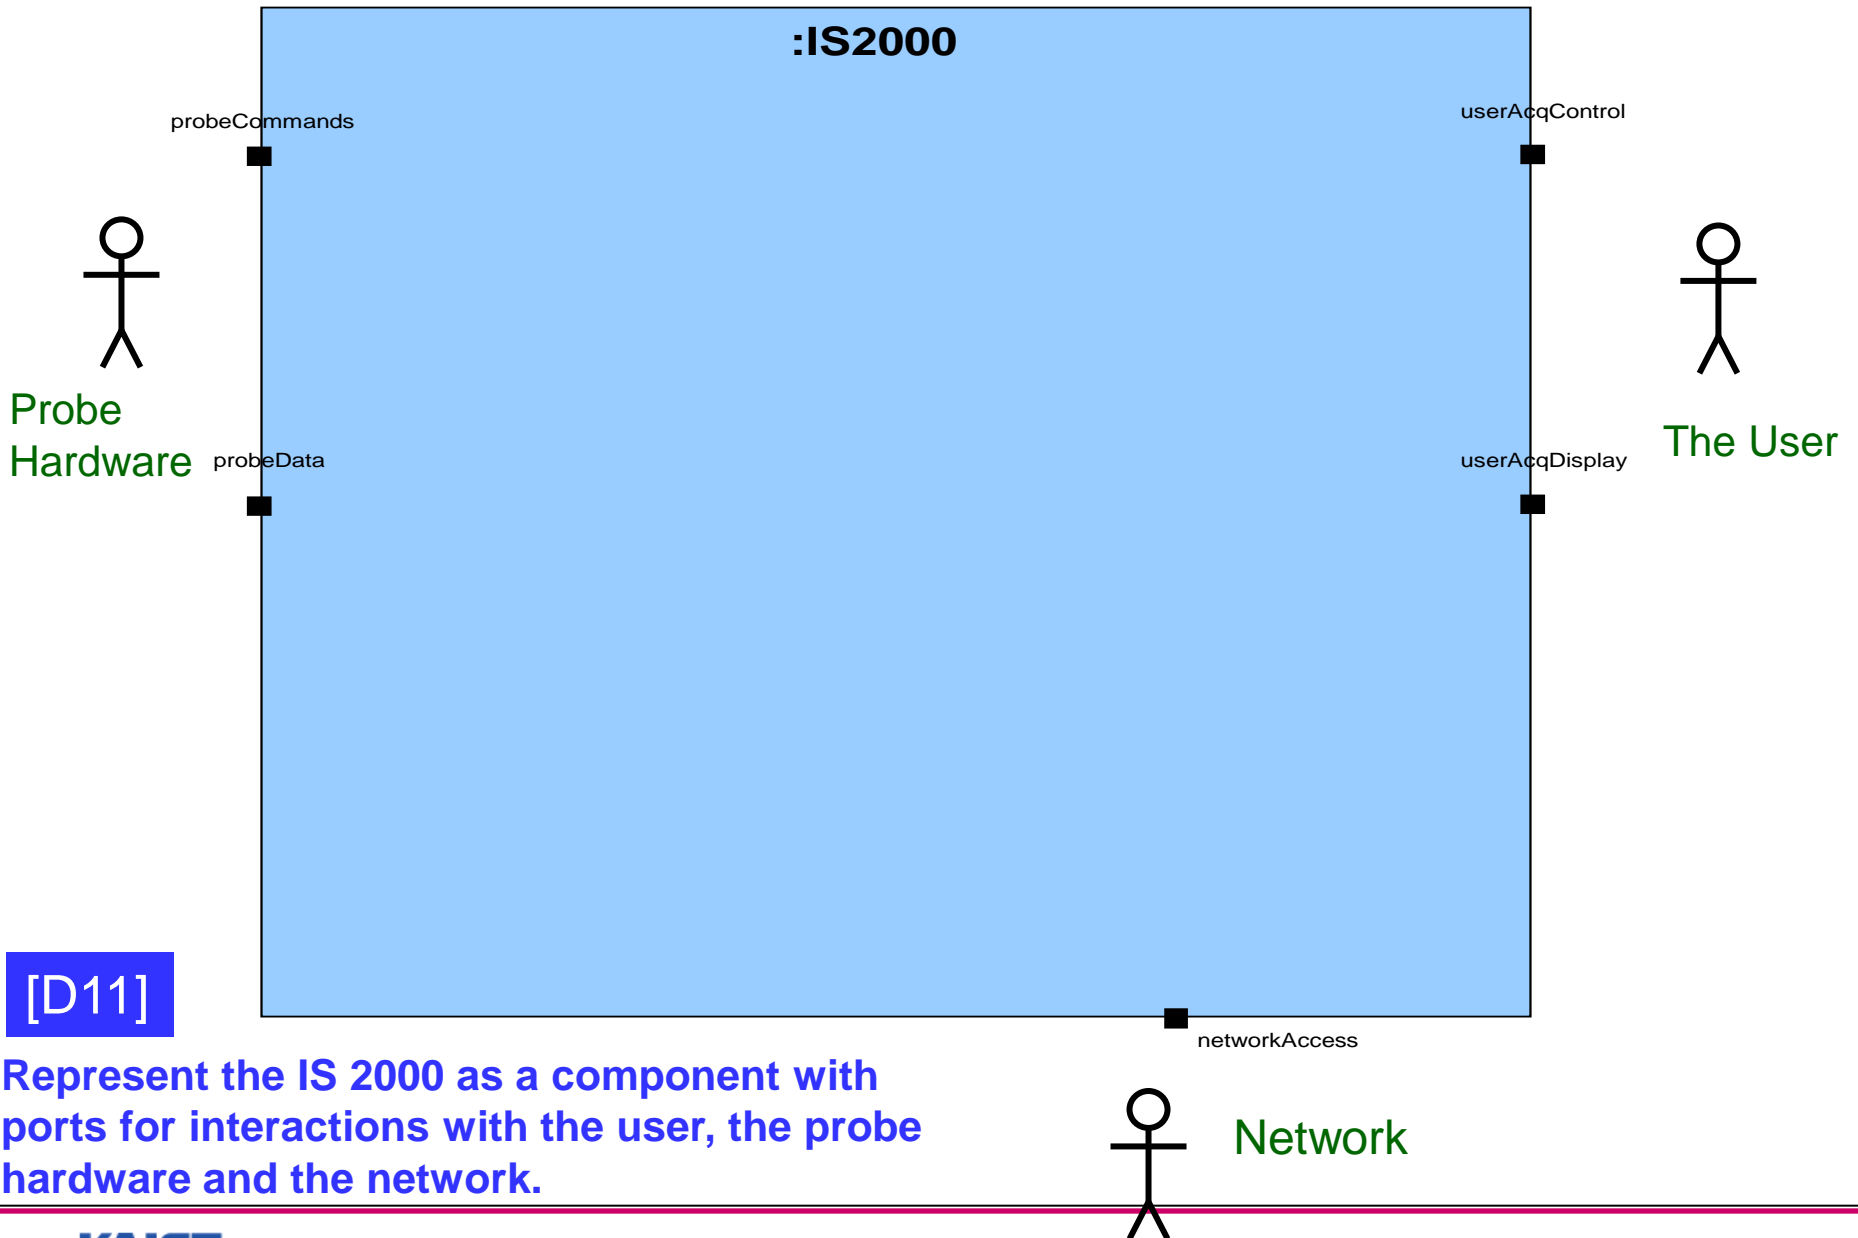 :IS2000
probeCommands
userAcqControl
Probe
Hardware
The User
probeData
userAcqDisplay
[D11]
networkAccess
Represent the IS 2000 as a component with
ports for interactions with the user, the probe
hardware and the network.
Network